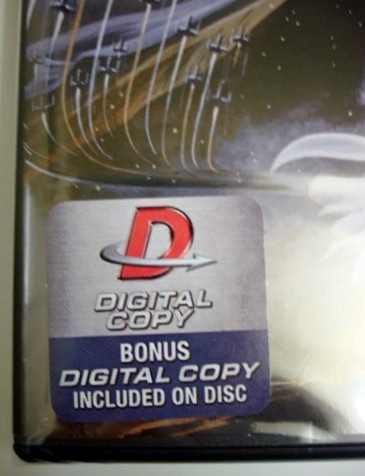 D
DIGITAL
COPY
BONUS
DIGITAL COPY
INCLUDED ON DISC